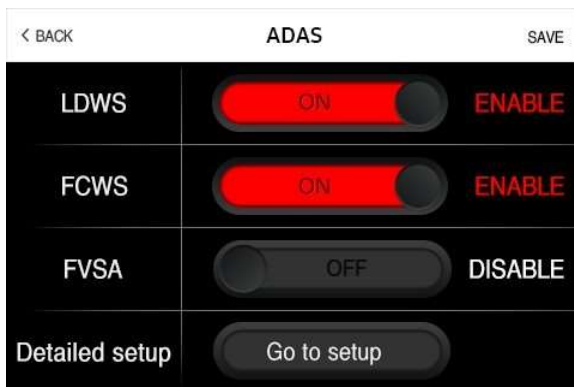 < BACK ADAS SAVE
LDWS ON ENABLE
FCWS ON ENABLE
FVSA OFF DISABLE
Detailed setup Go to setup